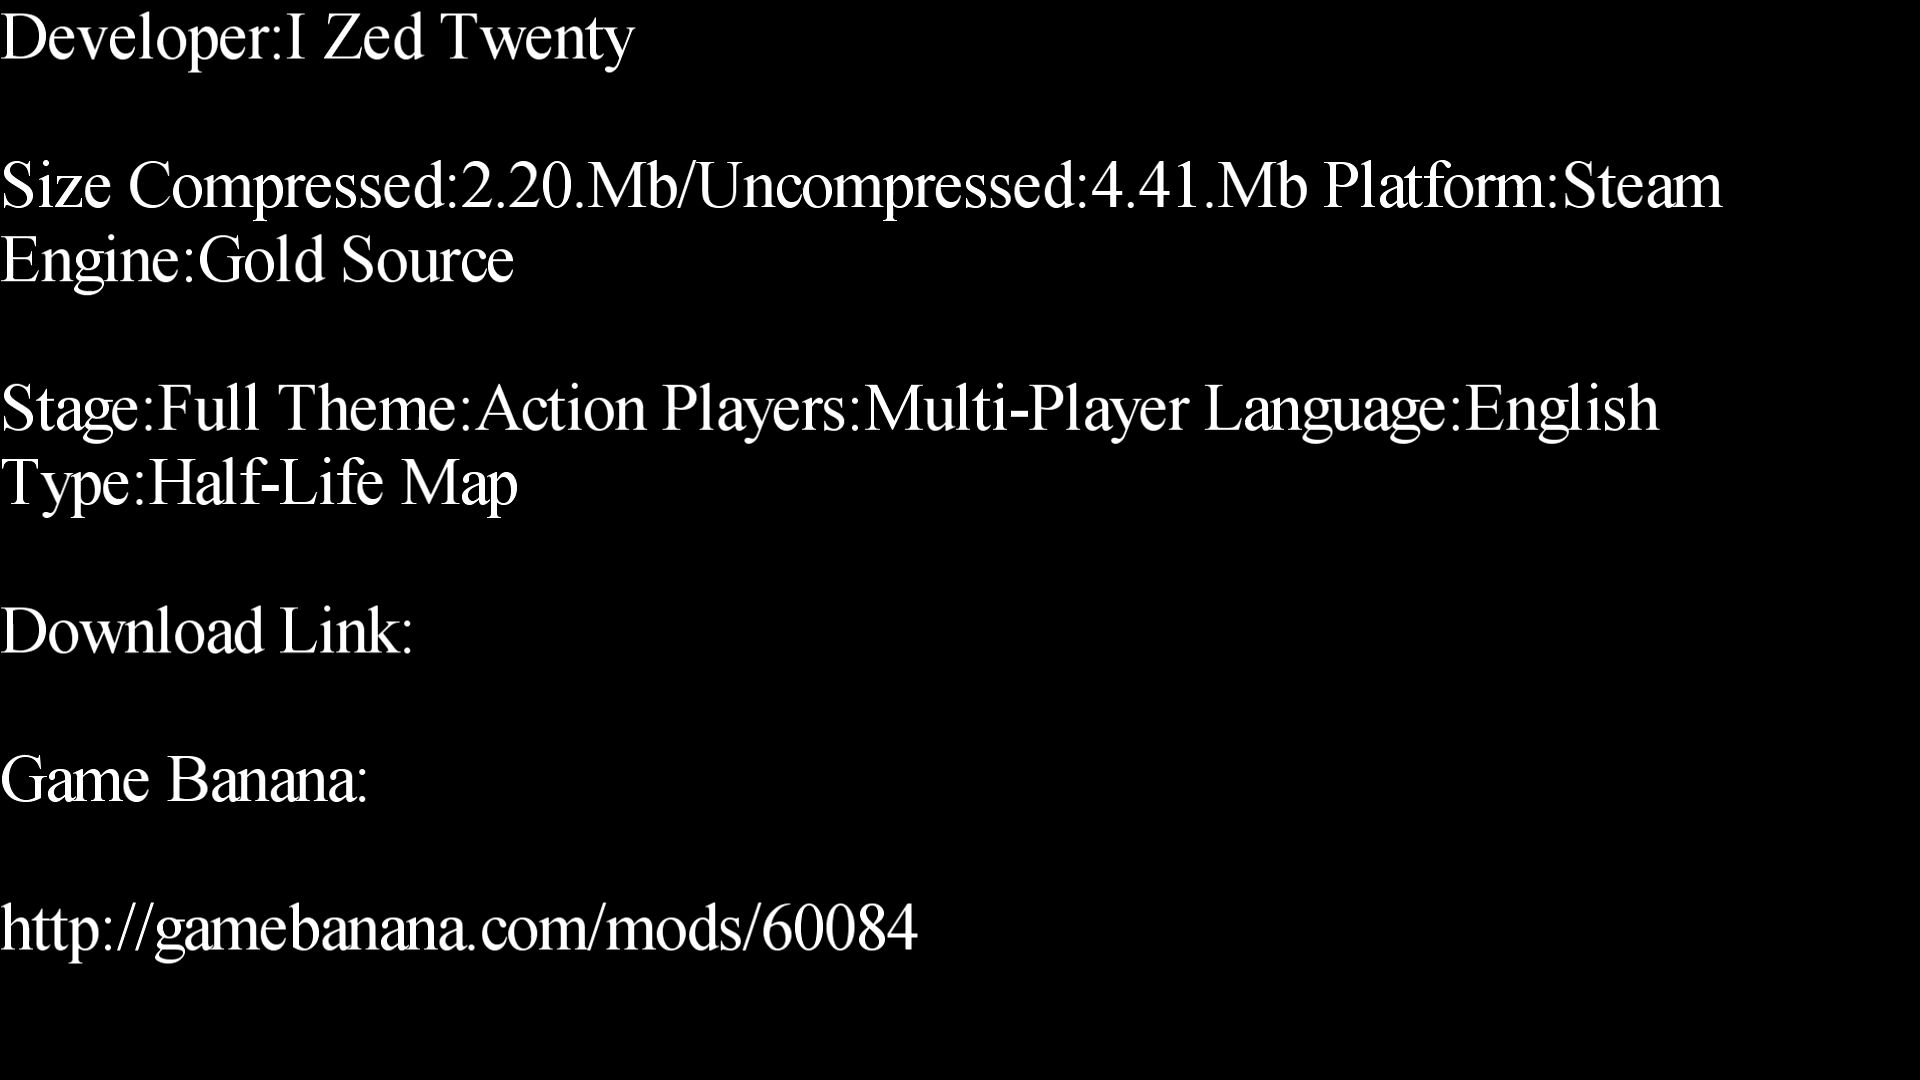 Developer:I Zed Twenty
Size Compressed:2.20.Mb/Uncompressed:4.41.Mb Platform:Steam
Engine:Gold Source
Stage:Full Theme:Action Players:Multi-Player Language:English
Type:Half-Life Map
Download Link:
Game Banana:
http://gamebanana.com/mods/60084